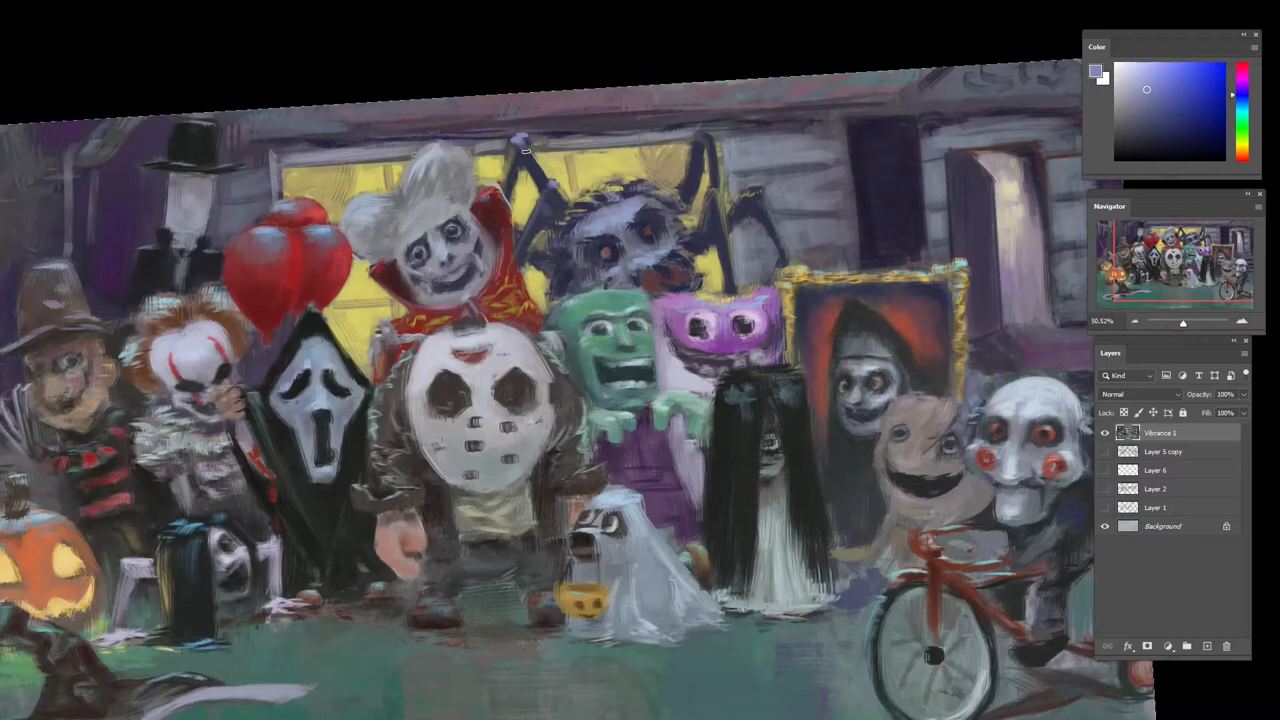 Color
Navigator
50.52%
Layers
Kind
Normal
Opacity: 100%
Lock:
Fill: 100%
Vibrance 1
Layer 5 copy
Layer 6
Layer 2
Layer 1
Background
fx